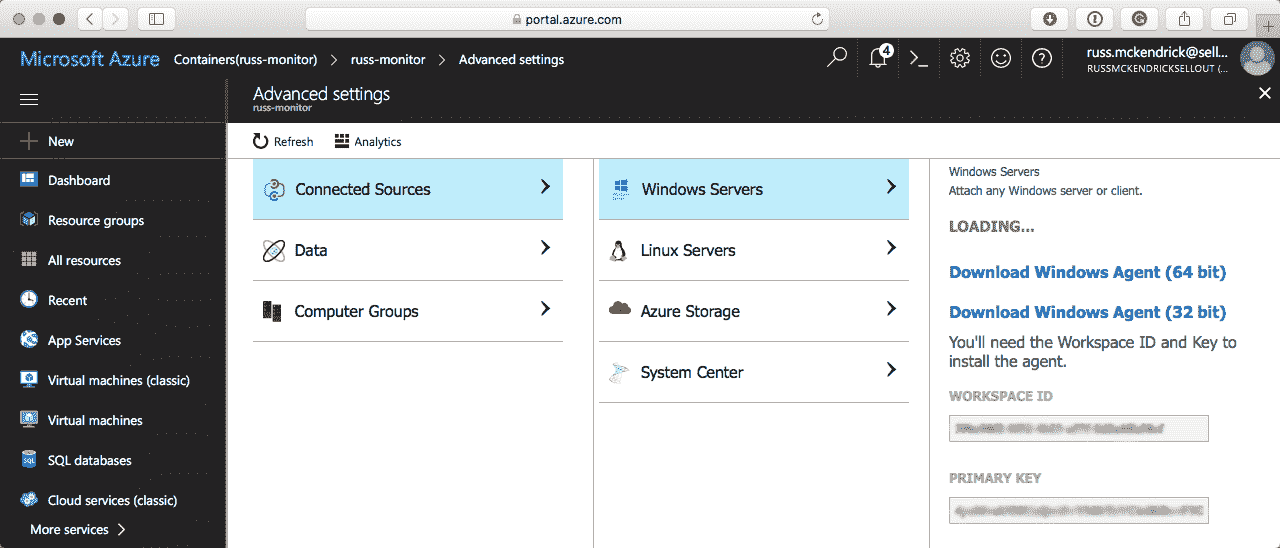 portal.azure.com
Microsoft Azure
Containers(russ-monitor) > russ-monitor > Advanced settings
4
russ.mckendrick@sell...
RUSSMCKENDRICKSELLOUT (...
Advanced settings
russ-monitor
Refresh
Analytics
New
Dashboard
Resource groups
All resources
Recent
App Services
Virtual machines (classic)
Virtual machines
SQL databases
Cloud services (classic)
More services >
Connected Sources
Data
Computer Groups
Windows Servers
Linux Servers
Azure Storage
System Center
Windows Servers
Attach any Windows server or client.
LOADING...
Download Windows Agent (64 bit)
Download Windows Agent (32 bit)
You'll need the Workspace ID and Key to
install the agent.
WORKSPACE ID
PRIMARY KEY